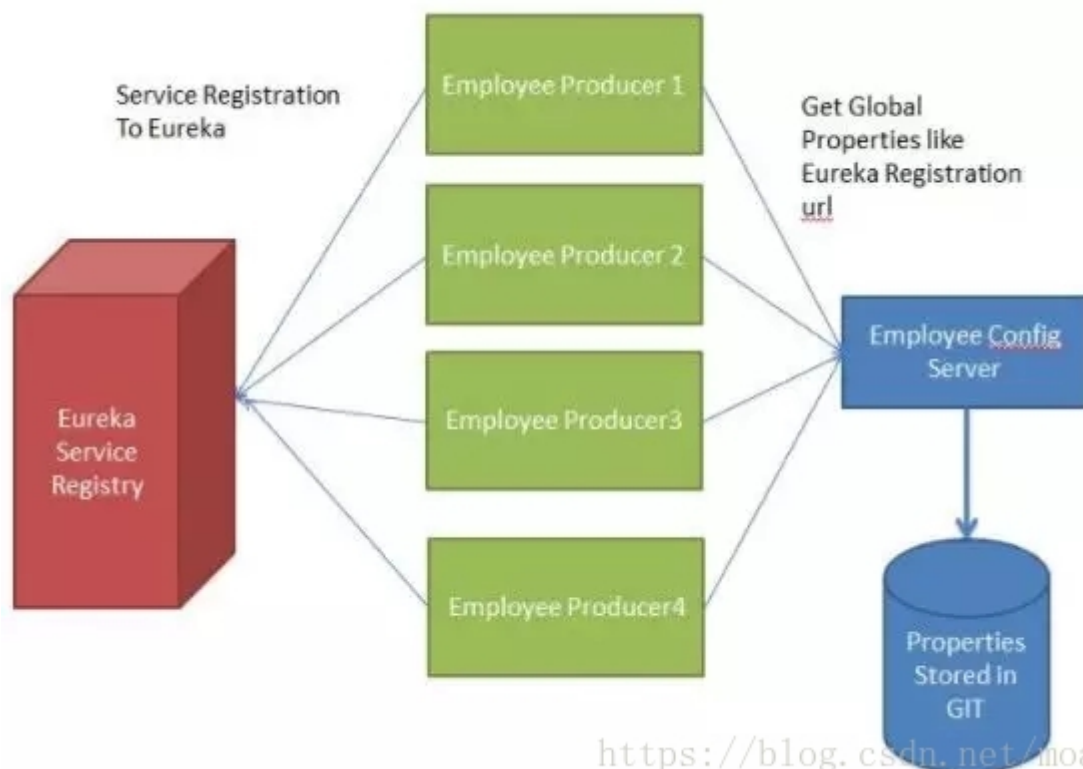 Service Registration
To Eureka
Employee Producer 1
Get Global
Properties like
Eureka Registration
url
Employee Producer 2
Employee Config
Server
Eureka
Service
Registry
Employee Producer3
Employee Producer4
Properties
Stored in
GIT
https://blog.csdn.net/moa